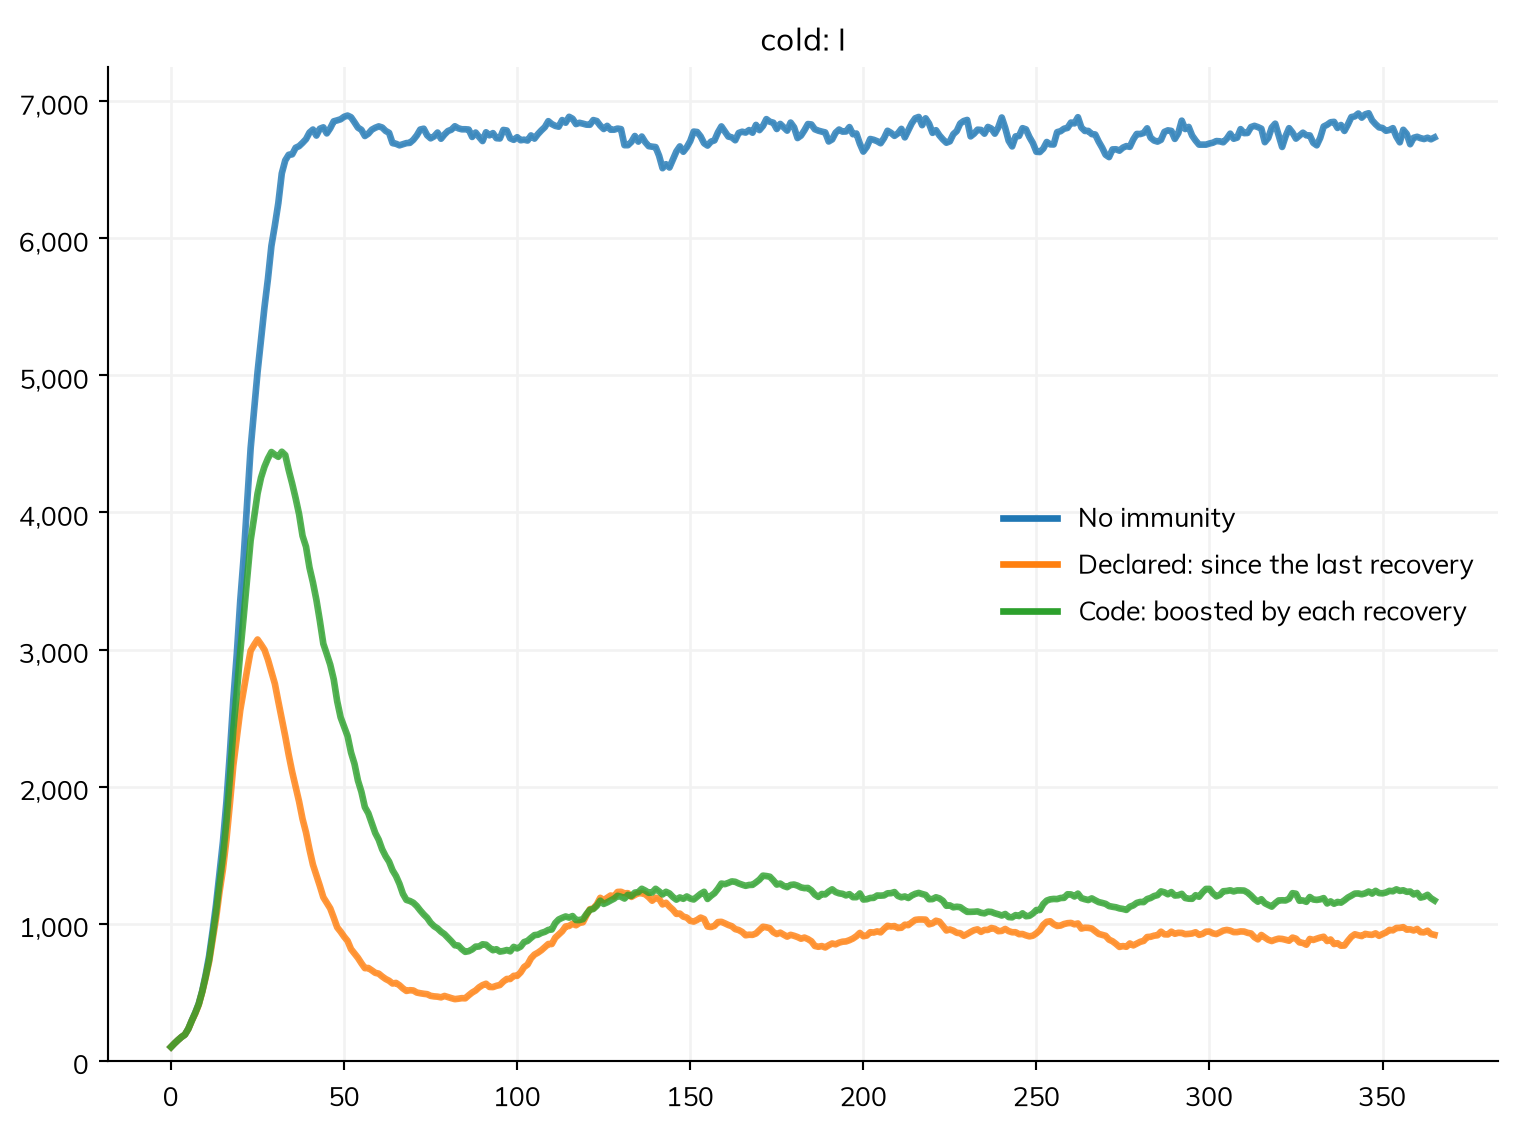 cold: I
7,000
6,000
5,000
4,000
3,000
2,000
1,000
0
No immunity
Declared: since the last recovery
Code: boosted by each recovery
0 50 100 150 200 250 300 350